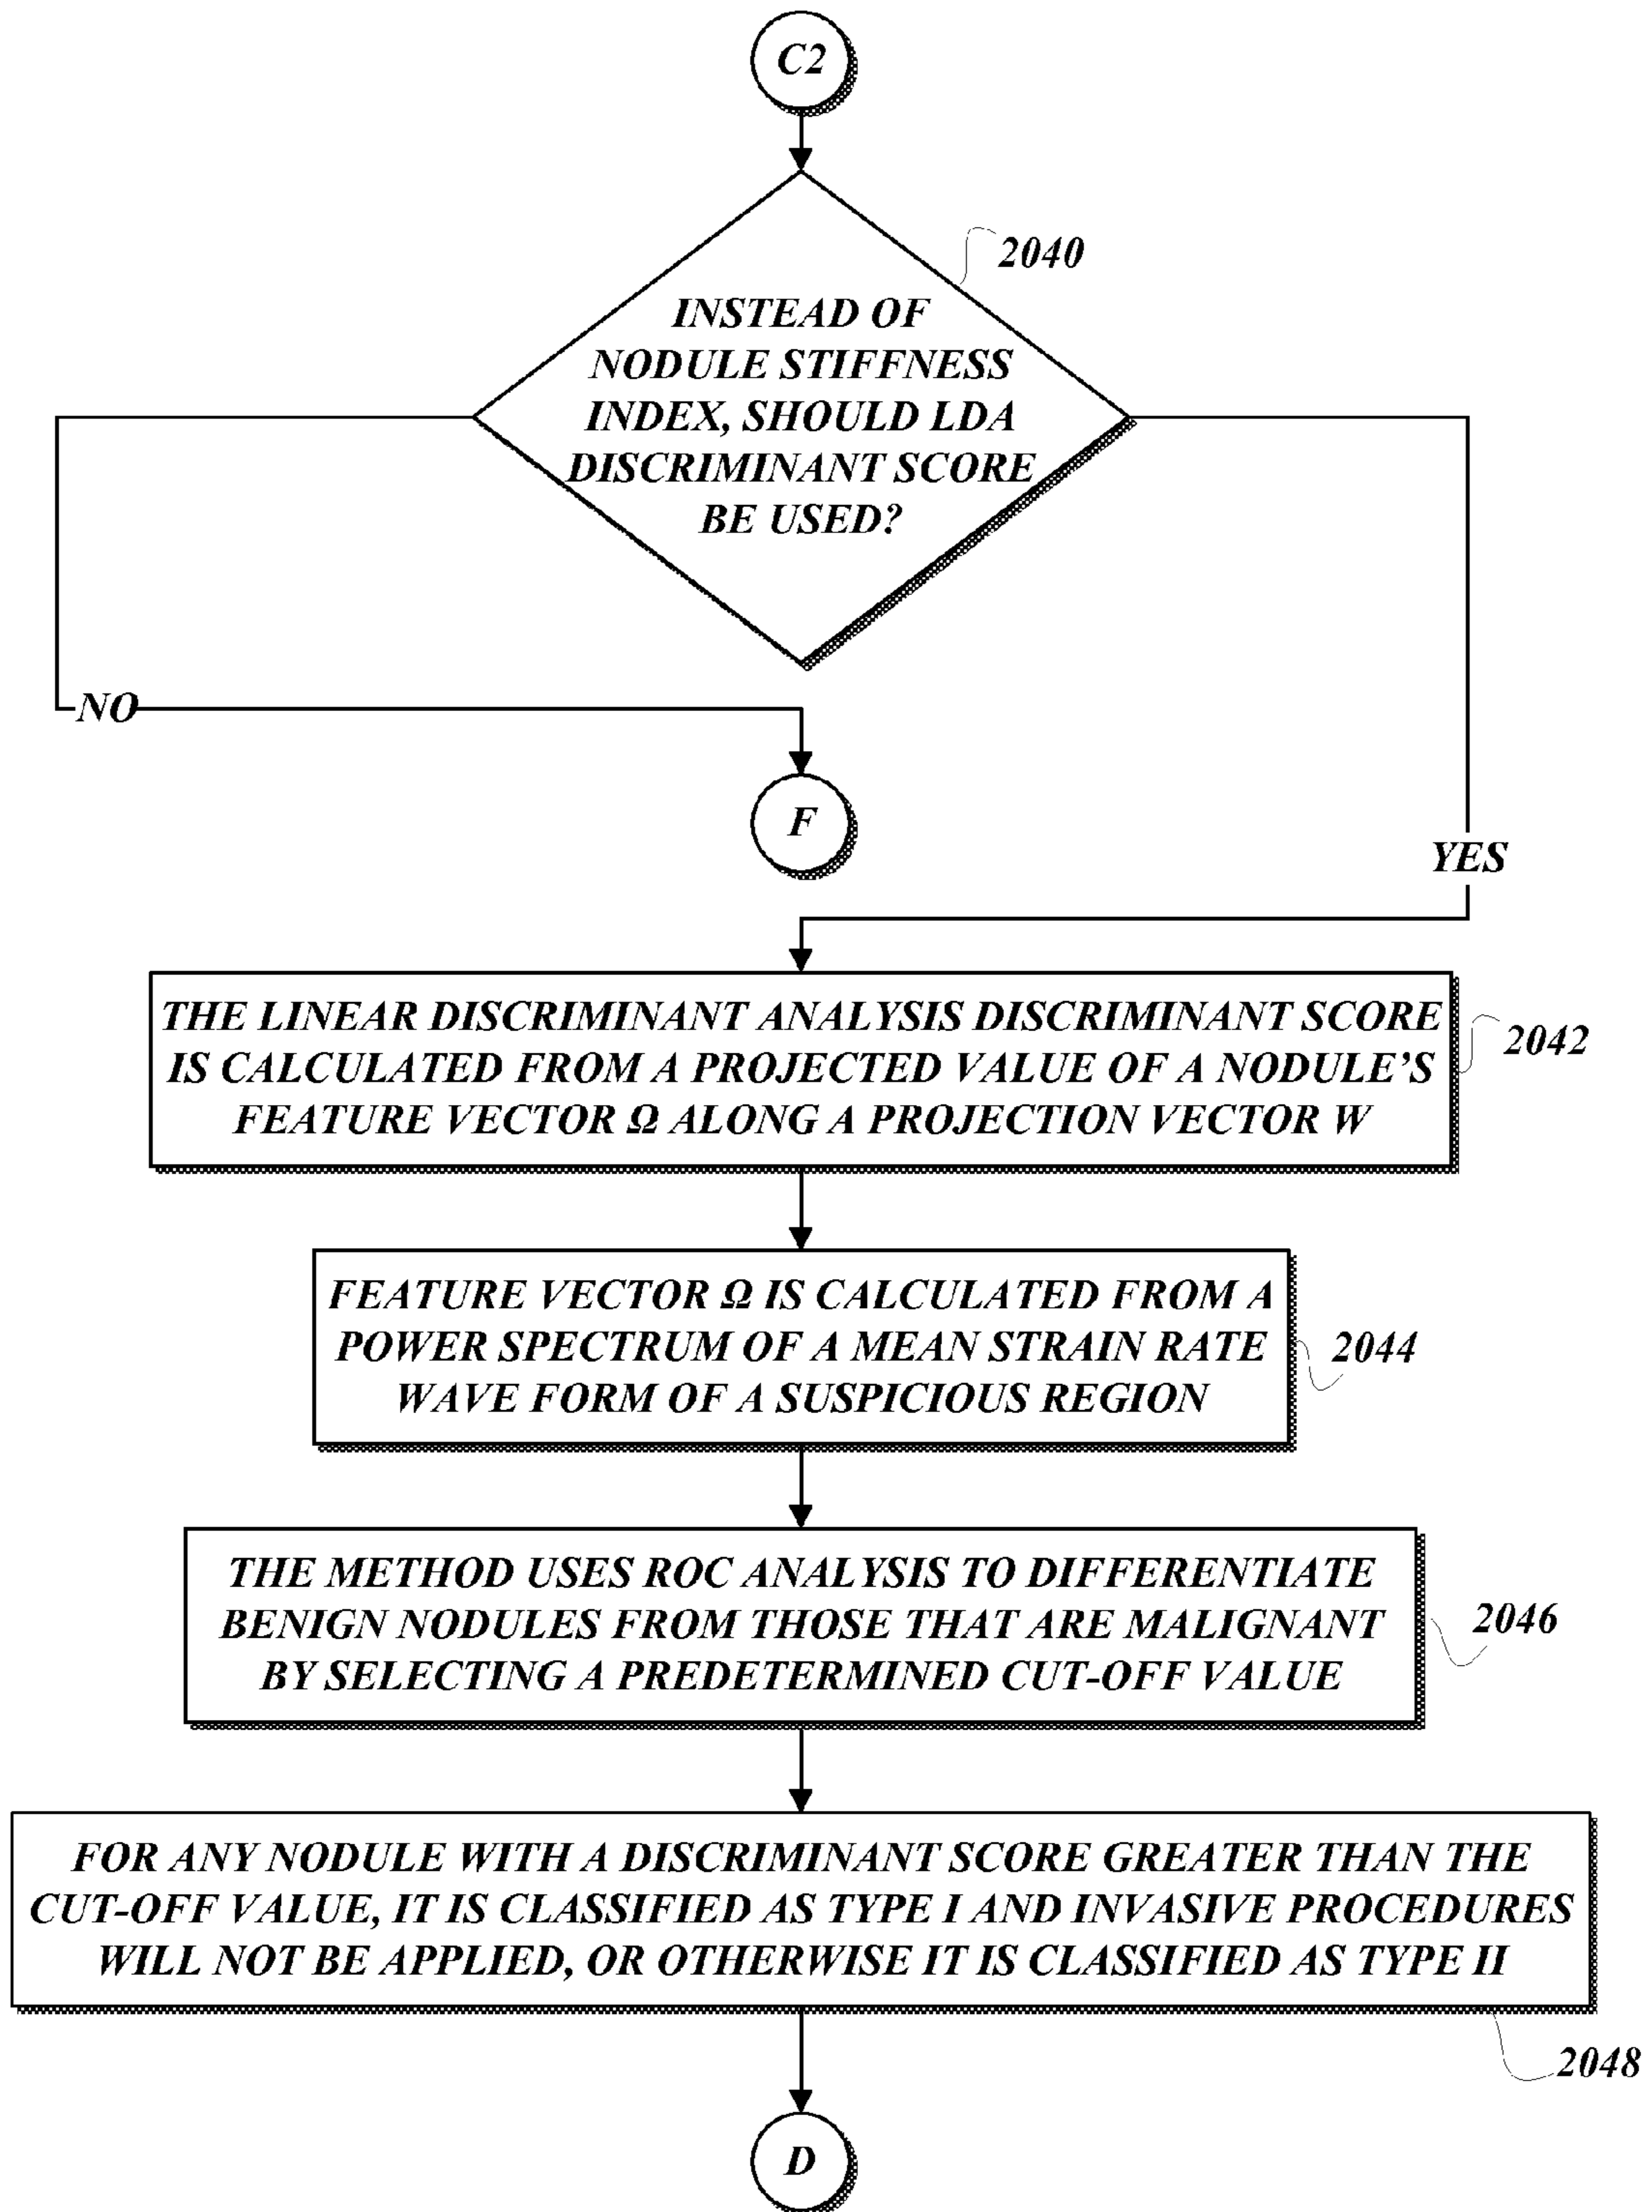 C2
2040
INSTEAD OF
NODULE STIFFNESS
INDEX, SHOULD LDA
DISCRIMINANT SCORE
BE USED?
NO
F
YES
THE LINEAR DISCRIMINANT ANALYSIS DISCRIMINANT SCORE
IS CALCULATED FROM A PROJECTED VALUE OF A NODULE'S
FEATURE VECTOR Ω ALONG A PROJECTION VECTOR W
2042
FEATURE VECTOR Ω IS CALCULATED FROM A
POWER SPECTRUM OF A MEAN STRAIN RATE
WAVE FORM OF A SUSPICIOUS REGION
2044
THE METHOD USES ROC ANALYSIS TO DIFFERENTIATE
BENIGN NODULES FROM THOSE THAT ARE MALIGNANT
BY SELECTING A PREDETERMINED CUT-OFF VALUE
2046
FOR ANY NODULE WITH A DISCRIMINANT SCORE GREATER THAN THE
CUT-OFF VALUE, IT IS CLASSIFIED AS TYPE I AND INVASIVE PROCEDURES
WILL NOT BE APPLIED, OR OTHERWISE IT IS CLASSIFIED AS TYPE II
2048
D